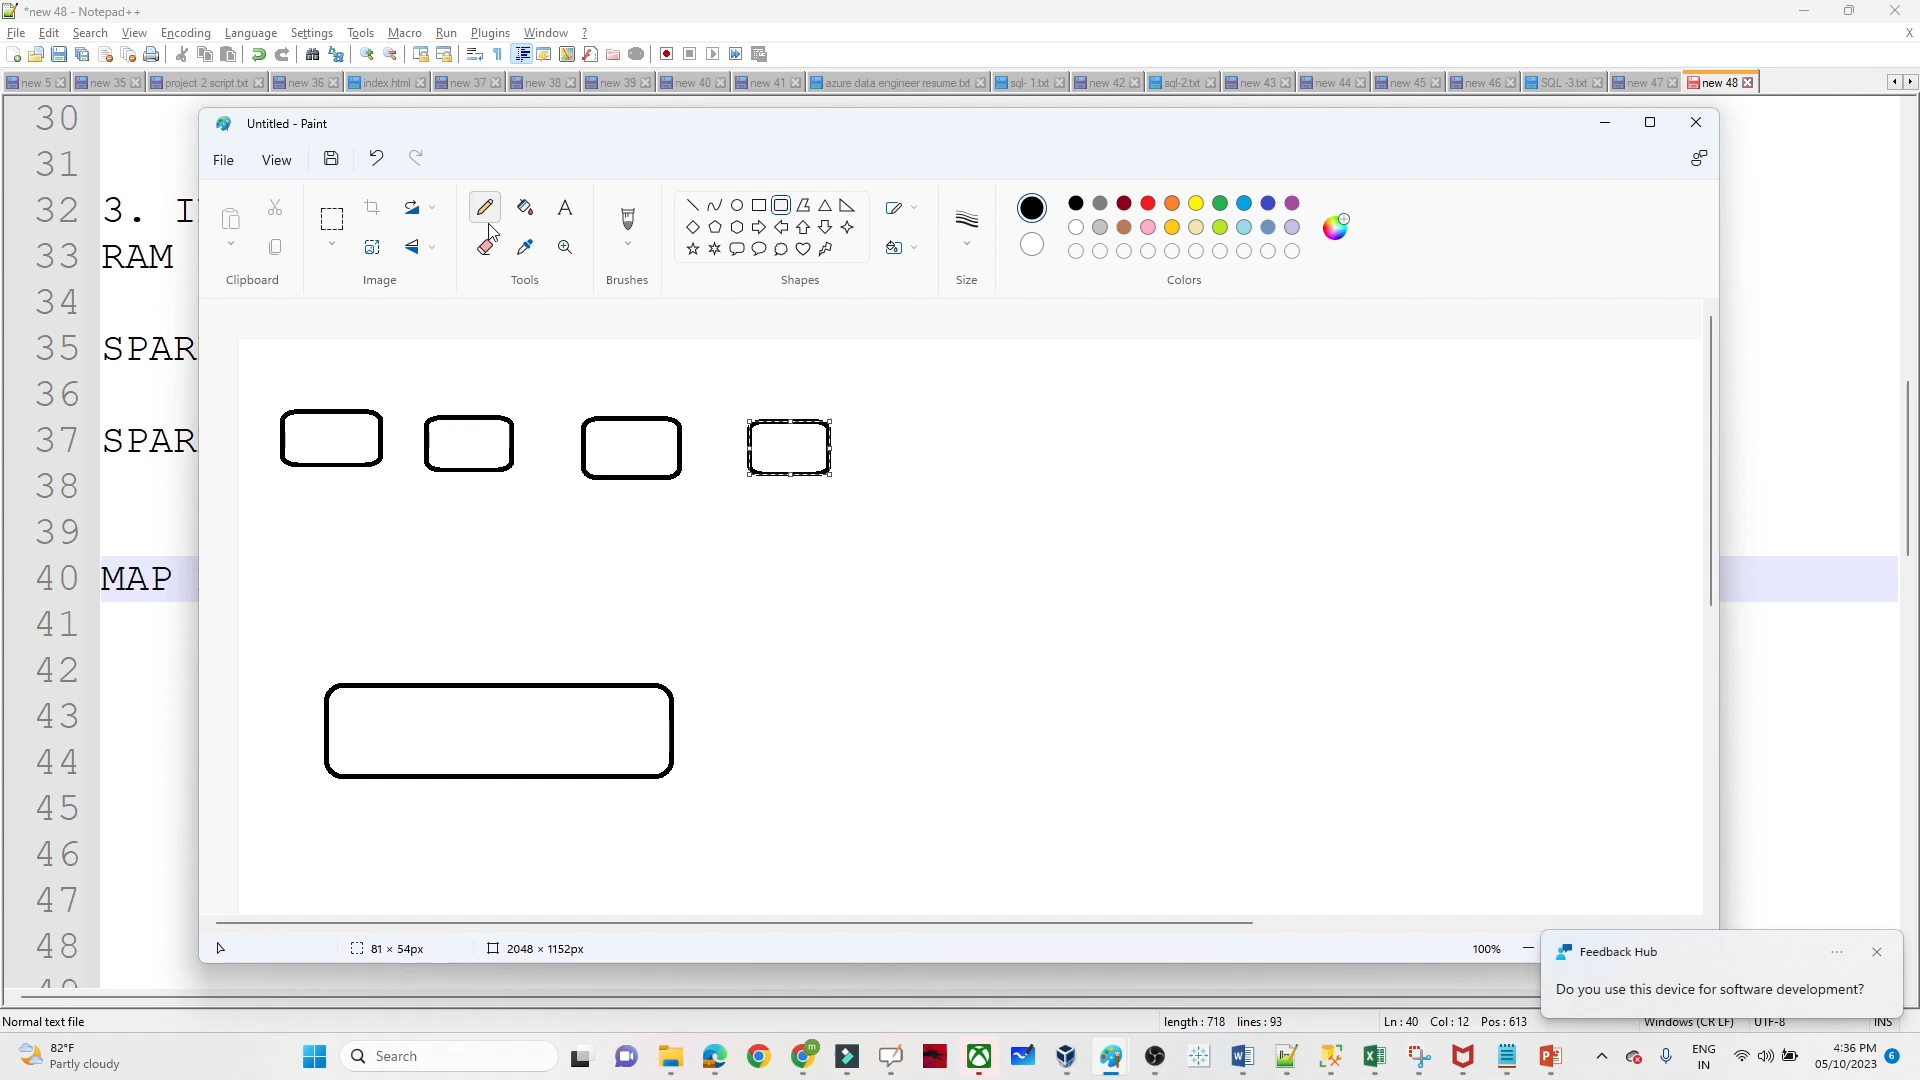 *new 48 - Notepad++
File Edit Search View Encoding Language Settings Tools Macro Run Plugins Window ? X
new 5 new 35 project 2 script.txt new 36 index.html new 37 new 38 new 39 new 40 new 41 azure data engineer resume.txt sql- 1.txt new 42 sql-2.txt new 43 new 44 new 45 new 46 SQL -3.txt new 47 new 48
Untitled - Paint
File View
Clipboard Image Tools Brushes Shapes Size Colors
30
31
32 3. I
33 RAM
34
35 SPAR
36
37 SPAR
38
39
40 MAP
41
42
43
44
45
46
47
48
81 × 54px 2048 × 1152px 100%
Feedback Hub
Do you use this device for software development?
Normal text file length : 718 lines : 93 Ln : 40 Col : 12 Pos : 613 Windows (CR LF) UTF-8 INS
82°F
Partly cloudy
Search
ENG
IN
4:36 PM
05/10/2023
6